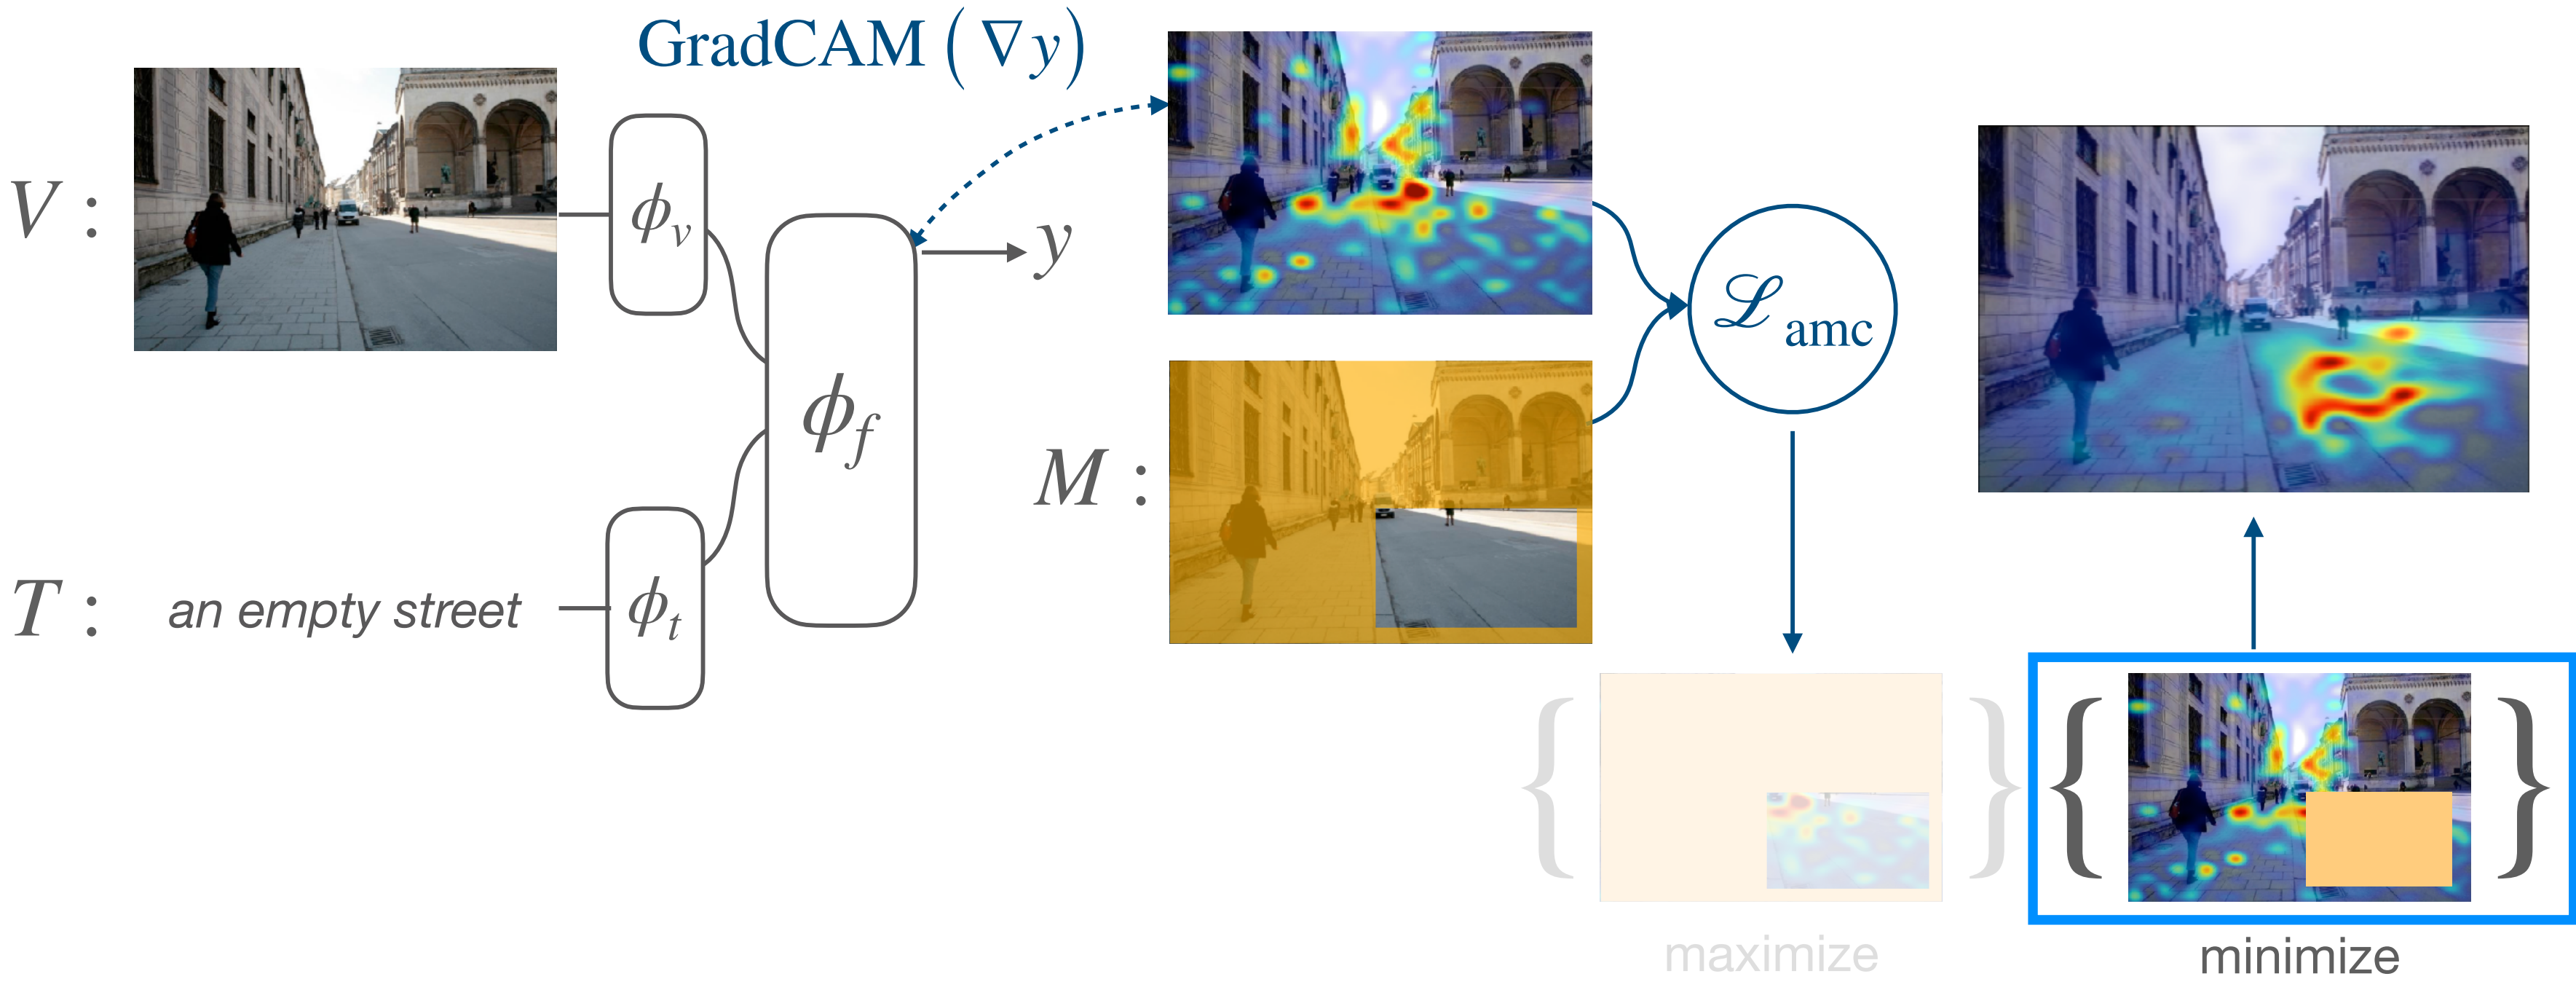 GradCAM ( ∇y )
V :
ϕv
ϕf
y
ℒamc
M :
T :
an empty street
ϕt
{ } { }
maximize
minimize